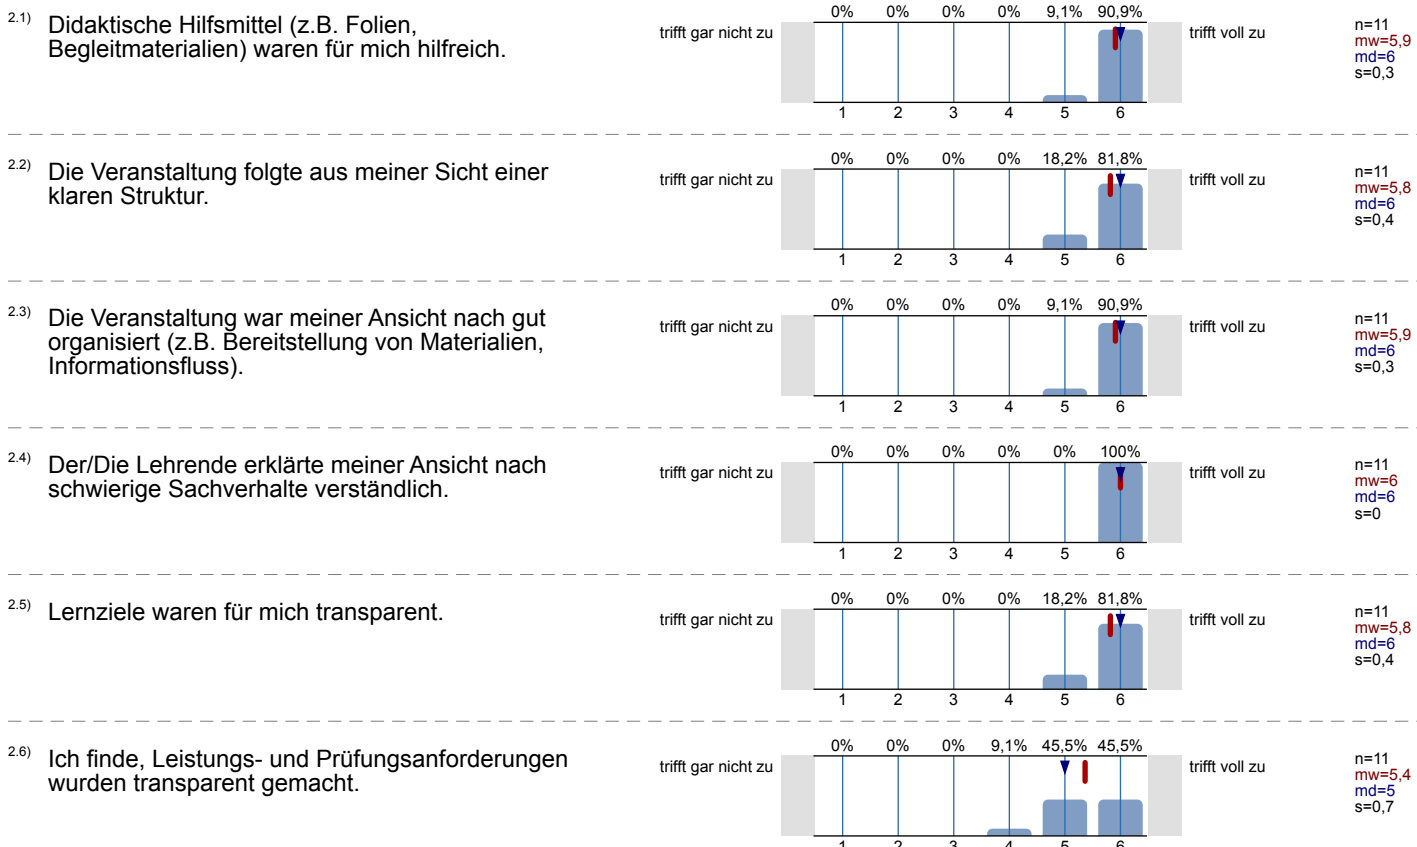 2.1) Didaktische Hilfsmittel (z.B. Folien,
Begleitmaterialien) waren für mich hilfreich.
trifft gar nicht zu
0% 0% 0% 0% 9,1% 90,9%
1 2 3 4 5 6
trifft voll zu
n=11
mw=5,9
md=6
s=0,3
2.2) Die Veranstaltung folgte aus meiner Sicht einer
klaren Struktur.
trifft gar nicht zu
0% 0% 0% 0% 18,2% 81,8%
1 2 3 4 5 6
trifft voll zu
n=11
mw=5,8
md=6
s=0,4
2.3) Die Veranstaltung war meiner Ansicht nach gut
organisiert (z.B. Bereitstellung von Materialien,
Informationsfluss).
trifft gar nicht zu
0% 0% 0% 0% 9,1% 90,9%
1 2 3 4 5 6
trifft voll zu
n=11
mw=5,9
md=6
s=0,3
2.4) Der/Die Lehrende erklärte meiner Ansicht nach
schwierige Sachverhalte verständlich.
trifft gar nicht zu
0% 0% 0% 0% 0% 100%
1 2 3 4 5 6
trifft voll zu
n=11
mw=6
md=6
s=0
2.5) Lernziele waren für mich transparent.
trifft gar nicht zu
0% 0% 0% 0% 18,2% 81,8%
1 2 3 4 5 6
trifft voll zu
n=11
mw=5,8
md=6
s=0,4
2.6) Ich finde, Leistungs- und Prüfungsanforderungen
wurden transparent gemacht.
trifft gar nicht zu
0% 0% 0% 9,1% 45,5% 45,5%
1 2 3 4 5 6
trifft voll zu
n=11
mw=5,4
md=5
s=0,7